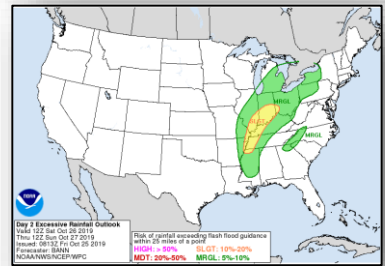 MRGL
SLGT
MRGL
NOAA
Day 2 Excessive Rainfall Outlook
Valid 12Z Sat Oct 26 2019
Thru 12Z Sun Oct 27 2019
Issued: 0813Z Fri Oct 25 2019
Forecaster: BANN
NOAA/NWS/NCEP/WPC
Risk of rainfall exceeding flash flood guidance
within 25 miles of a point
HIGH: > 50% SLGT: 10%-20%
MDT: 20%-50% MRGL: 5%-10%